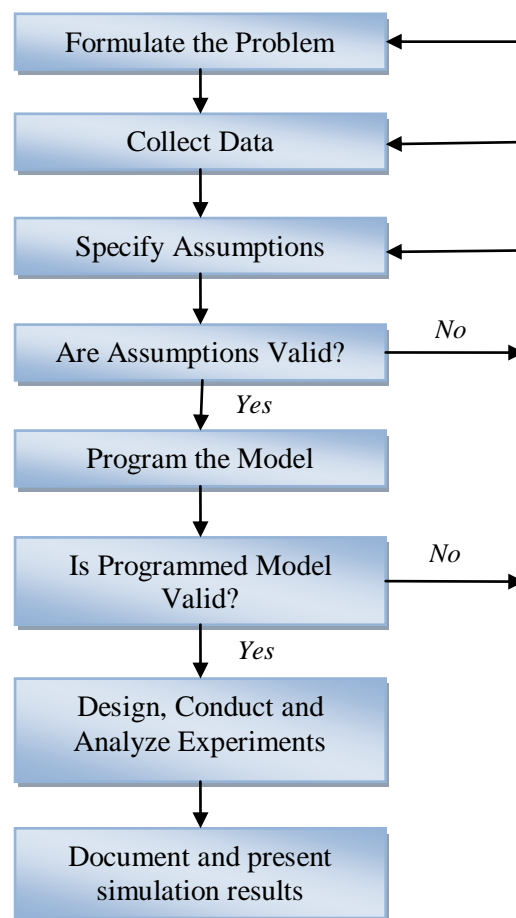 Formulate the Problem
Collect Data
Specify Assumptions
Are Assumptions Valid?
No
Yes
Program the Model
Is Programmed Model
Valid?
No
Yes
Design, Conduct and
Analyze Experiments
Document and present
simulation results